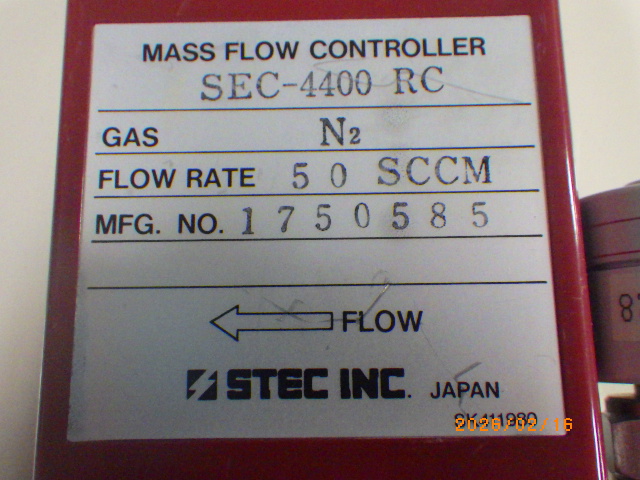 MASS FLOW CONTROLLER
SEC-4400 RC
GAS N2
FLOW RATE 50 SCCM
MFG. NO. 1750585
FLOW
STEC INC. JAPAN
2026/02/16